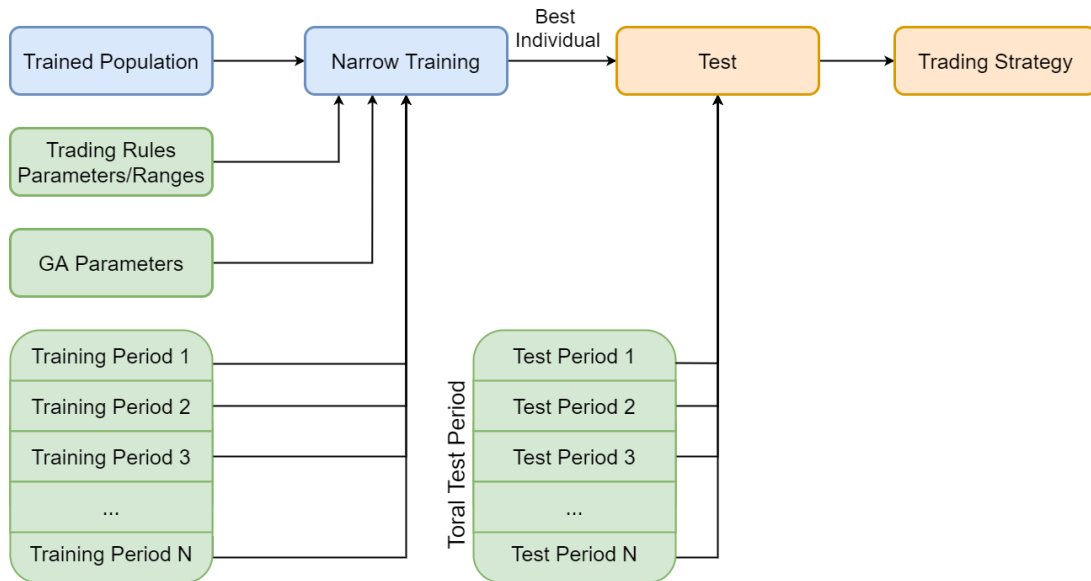 Trained Population
Narrow Training
Best
Individual
Test
Trading Strategy
Trading Rules
Parameters/Ranges
GA Parameters
Training Period 1
Training Period 2
Training Period 3
...
Training Period N
Toral Test Period
Test Period 1
Test Period 2
Test Period 3
...
Test Period N